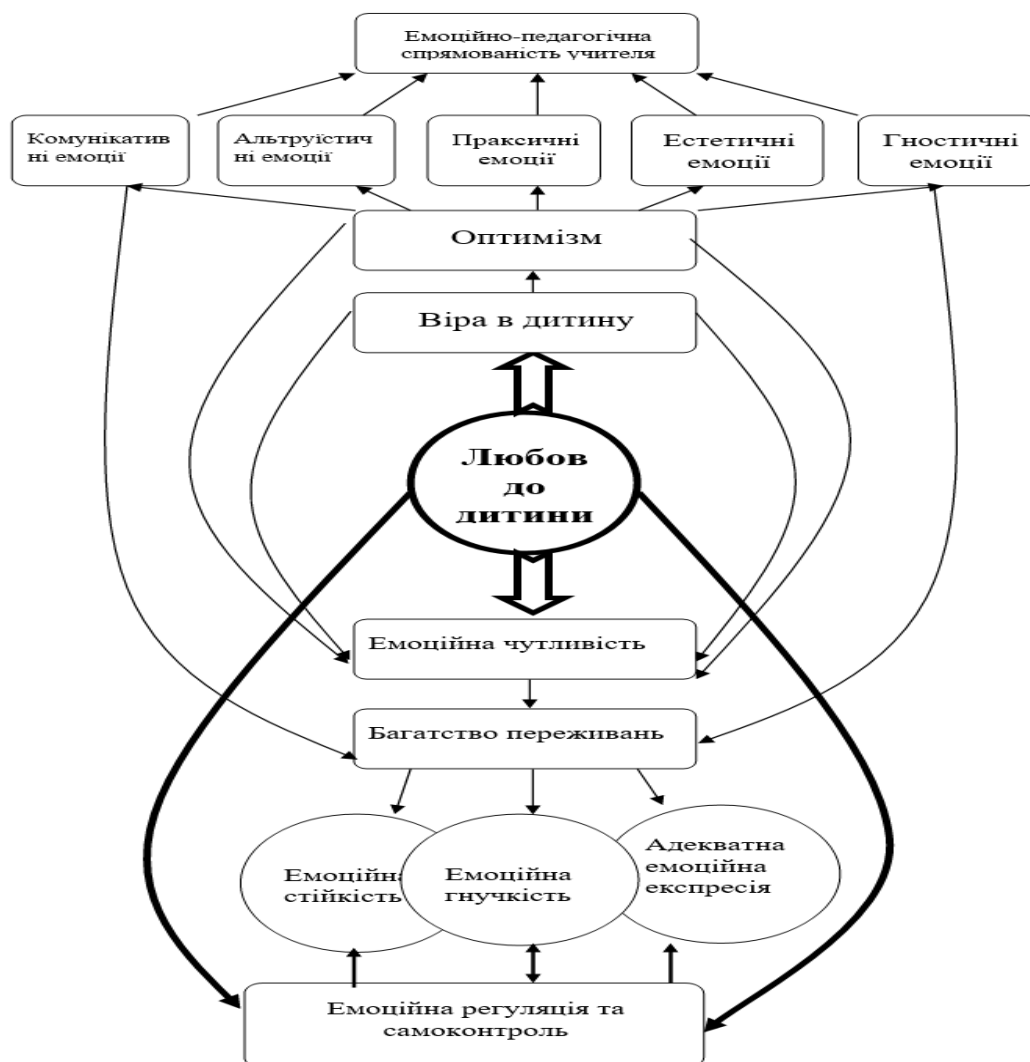 Емоційно-педагогічна
спрямованість учителя
Комунікатив
ні емоції
Альтруїстич
ні емоції
Праксичні
емоції
Естетичні
емоції
Гностичні
емоції
Оптимізм
Віра в дитину
Любов
до
дитини
Емоційна чутливість
Багатство переживань
Емоційна
стійкість
Емоційна
гнучкість
Адекватна
емоційна
експресія
Емоційна регуляція та
самоконтроль